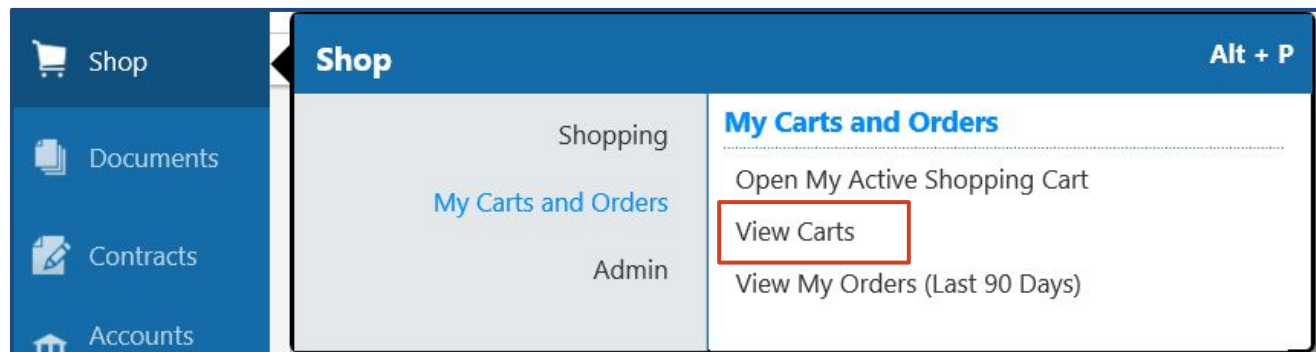 Shop
Documents
Contracts
Accounts
Shop
Alt + P
Shopping
My Carts and Orders
Admin
My Carts and Orders
Open My Active Shopping Cart
View Carts
View My Orders (Last 90 Days)